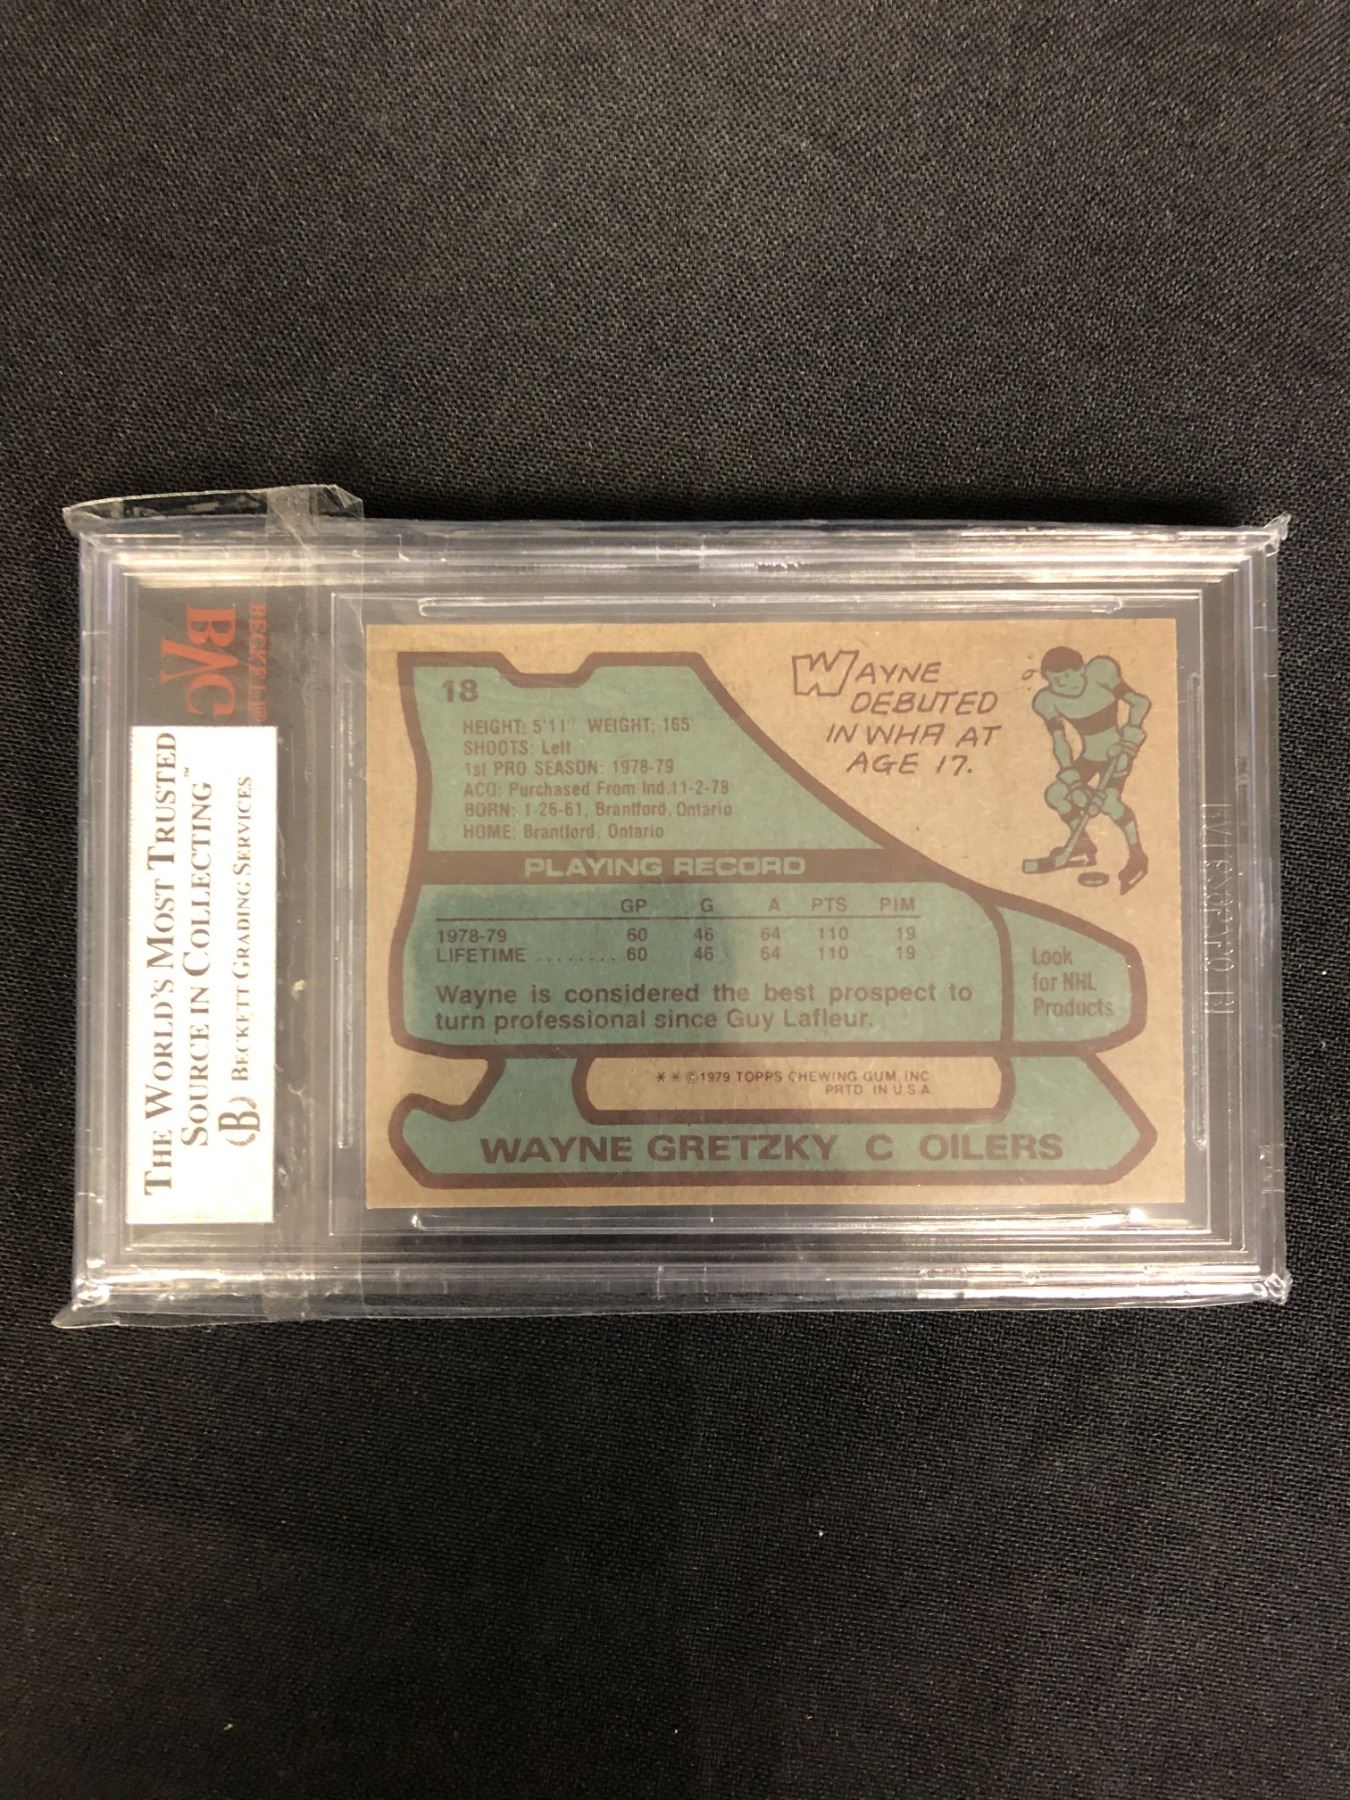 BECKETT
BVG
THE WORLD'S MOST TRUSTED
SOURCE IN COLLECTING™
(B) BECKETT GRADING SERVICES
18
HEIGHT: 5'11" WEIGHT: 165
SHOOTS: Left
1st PRO SEASON: 1978-79
ACQ: Purchased From Ind. 11-2-78
BORN: 1-26-61, Brantford, Ontario
HOME: Brantford, Ontario
WAYNE
DEBUTED
IN WHA AT
AGE 17.
PLAYING RECORD
GP G A PTS PIM
1978-79 60 46 64 110 19
LIFETIME ........ 60 46 64 110 19
Wayne is considered the best prospect to
turn professional since Guy Lafleur.
Look
for NHL
Products
✶✶©1979 TOPPS CHEWING GUM, INC.
PRTD. IN U.S.A.
WAYNE GRETZKY C OILERS